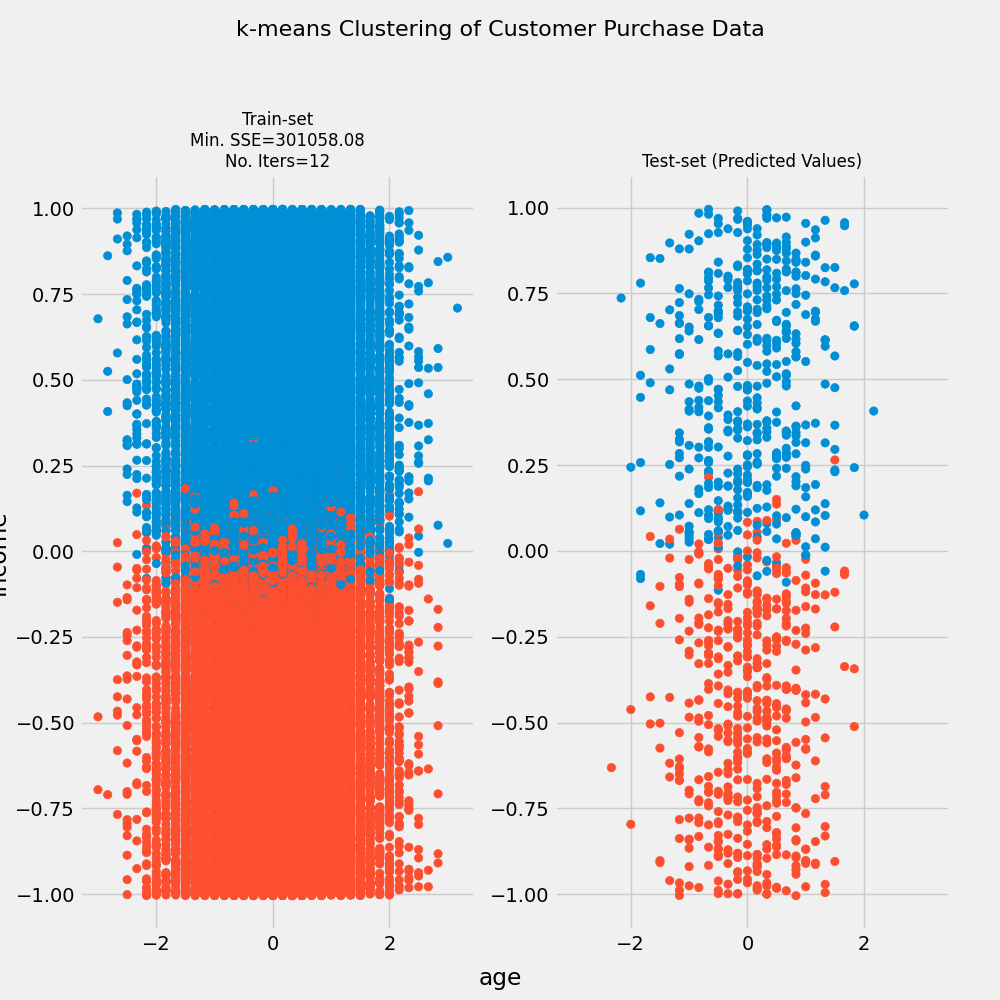 k-means Clustering of Customer Purchase Data
Train-set
Min. SSE=301058.08
No. Iters=12
Test-set (Predicted Values)
1.00
0.75
0.50
0.25
0.00
−0.25
−0.50
−0.75
−1.00
1.00
0.75
0.50
0.25
0.00
−0.25
−0.50
−0.75
−1.00
income
−2 0 2
−2 0 2
age